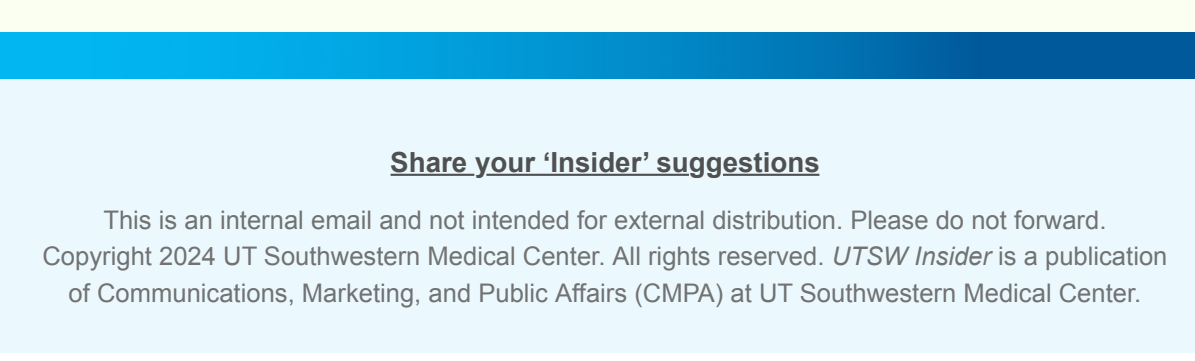 Share your ‘Insider’ suggestions
This is an internal email and not intended for external distribution. Please do not forward.
Copyright 2024 UT Southwestern Medical Center. All rights reserved. UTSW Insider is a publication
of Communications, Marketing, and Public Affairs (CMPA) at UT Southwestern Medical Center.